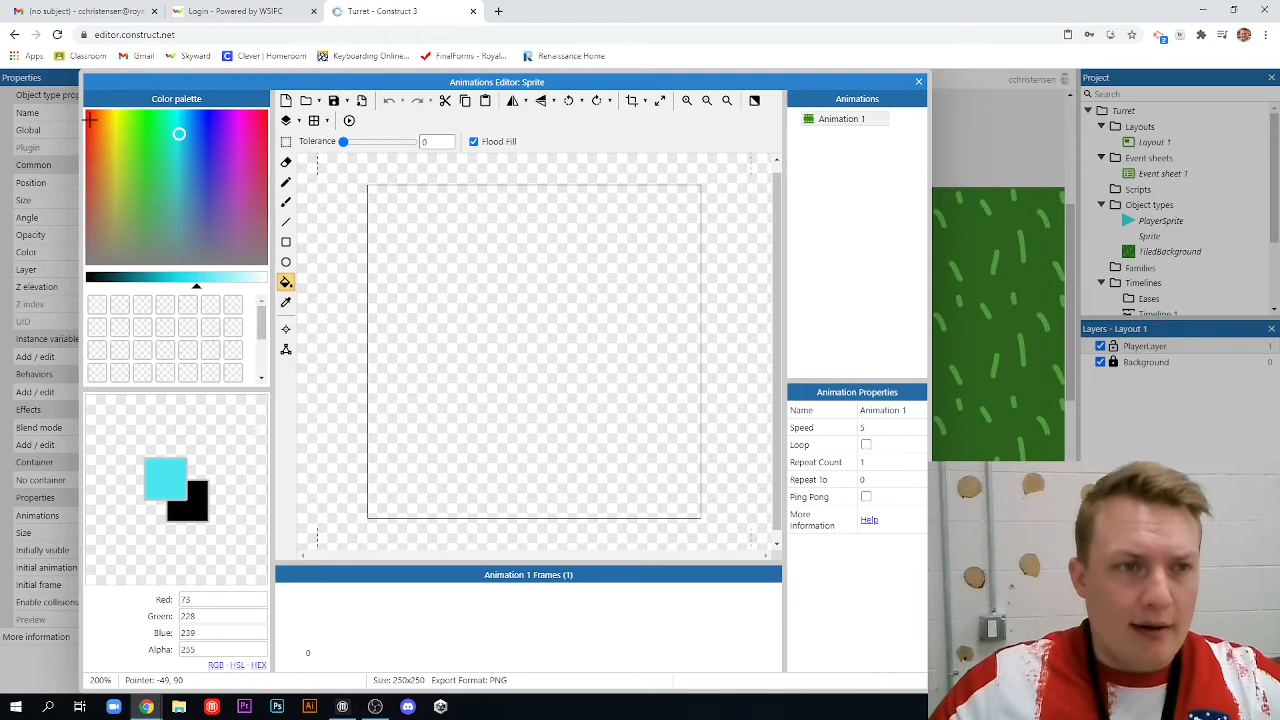 (no subject) - cchristensen@roya
Login - Powered by WSIPC
Turret - Construct 3
editor.construct.net
Apps
Classroom
Gmail
Skyward
Clever | Homeroom
Keyboarding Online...
FinalForms - Royal...
Renaissance Home
Properties
Object type prop
Name
Global
Plugin
Common
Position
Size
Angle
Opacity
Color
Layer
Z elevation
Z index
UID
Instance variable
Add / edit
Behaviors
Add / edit
Effects
Blend mode
Add / edit
Container
No container
Properties
Animations
Size
Initially visible
Initial animation
Initial frame
Enable collisions
Preview
More information
Animations Editor: Sprite
Color palette
Red: 73
Green: 228
Blue: 239
Alpha: 255
RGB - HSL - HEX
Tolerance 0 Flood Fill
Animation 1 Frames (1)
0
200% Pointer: -49, 90 Size: 250x250 Export Format: PNG
Animations
Animation 1
Animation Properties
Name Animation 1
Speed 5
Loop
Repeat Count 1
Repeat To 0
Ping Pong
More Information Help
cchristensen
Project
Search
Turret
Layouts
Layout 1
Event sheets
Event sheet 1
Scripts
Object types
PlayerSprite
Sprite
TiledBackground
Families
Timelines
Eases
Timeline 1
Layers - Layout 1
PlayerLayer 1
Background 0